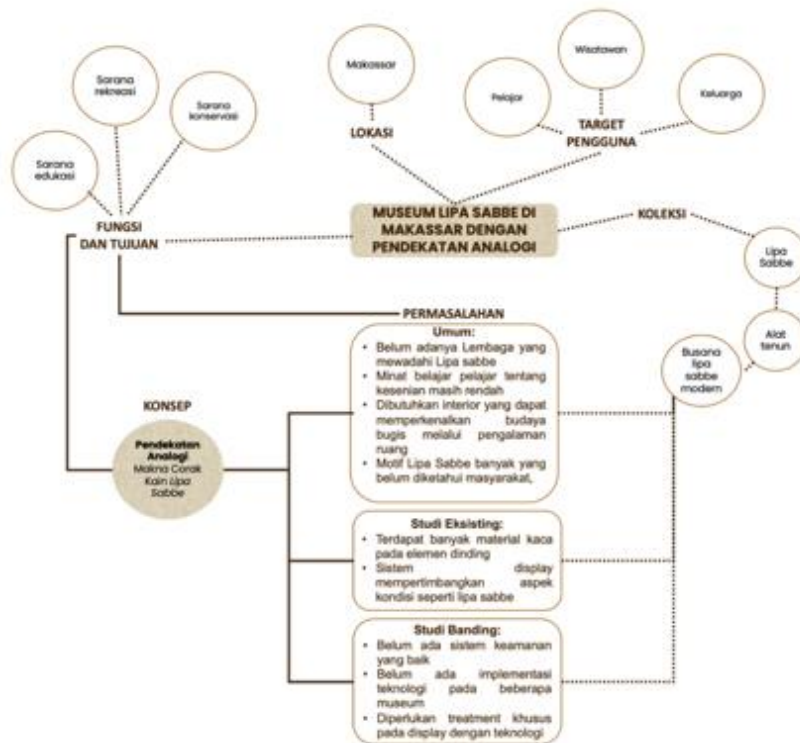 Sarana
rekreasi
Sarana
konservasi
Sarana
edukasi
FUNGSI
DAN TUJUAN
Makassar
LOKASI
Wisatawan
Pelajar
Keluarga
TARGET
PENGGUNA
MUSEUM LIPA SABBE DI
MAKASSAR DENGAN
PENDEKATAN ANALOGI
KOLEKSI
Lipa
Sabbe
Alat
tenun
Busana
lipa
sabbe
modern
PERMASALAHAN
Umum:
• Belum adanya Lembaga yang
mewadahi Lipa sabbe
• Minat belajar pelajar tentang
kesenian masih rendah
• Dibutuhkan interior yang dapat
memperkenalkan budaya
bugis melalui pengalaman
ruang
• Motif Lipa Sabbe banyak yang
belum diketahui masyarakat,
KONSEP
Pendekatan
Analogi
Makna Corak
Kain Lipa
Sabbe
Studi Eksisting:
• Terdapat banyak material kaca
pada elemen dinding
• Sistem display
mempertimbangkan aspek
kondisi seperti lipa sabbe
Studi Banding:
• Belum ada sistem keamanan
yang baik
• Belum ada implementasi
teknologi pada beberapa
museum
• Diperlukan treatment khusus
pada display dengan teknologi